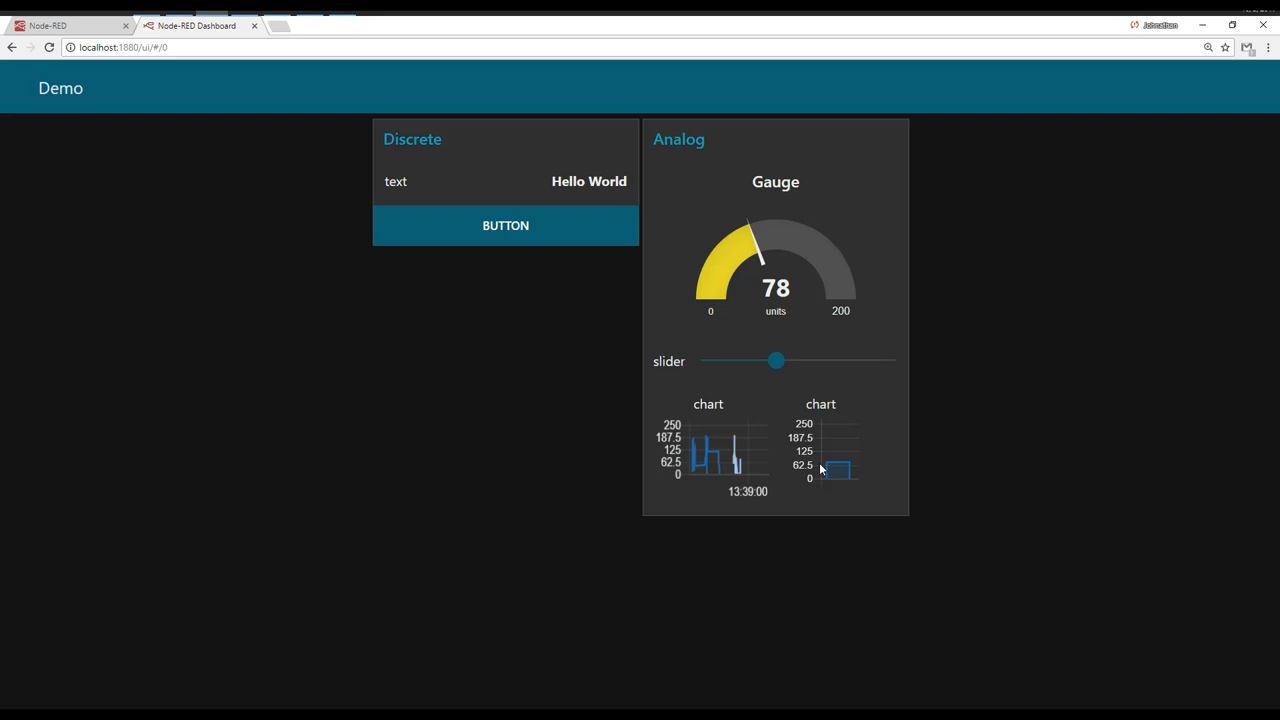 Node-RED
Node-RED Dashboard
Johnathan
localhost:1880/ui/#/0
Demo
Discrete
text Hello World
BUTTON
Analog
Gauge
78
0 units 200
slider
chart
250
187.5
125
62.5
0
13:39:00
chart
250
187.5
125
62.5
0